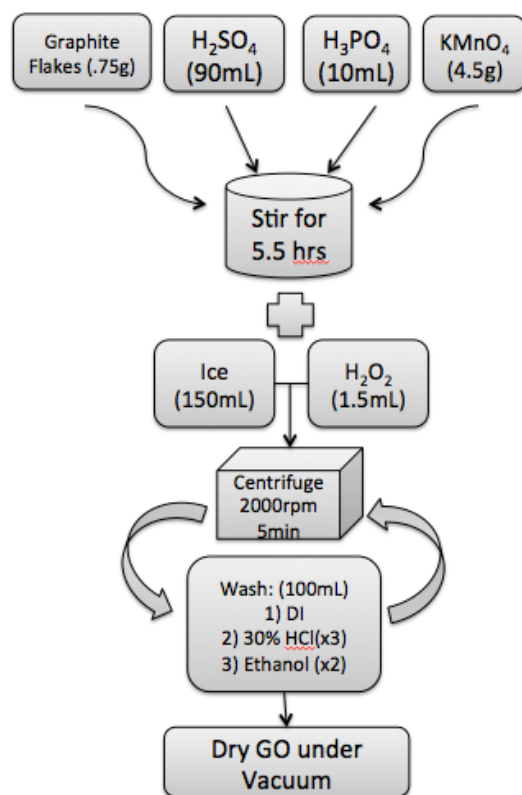 Graphite
Flakes (.75g)
H₂SO₄
(90mL)
H₃PO₄
(10mL)
KMnO₄
(4.5g)
Stir for
5.5 hrs
Ice
(150mL)
H₂O₂
(1.5mL)
Centrifuge
2000rpm
5min
Wash: (100mL)
1) DI
2) 30% HCl(x3)
3) Ethanol (x2)
Dry GO under
Vacuum